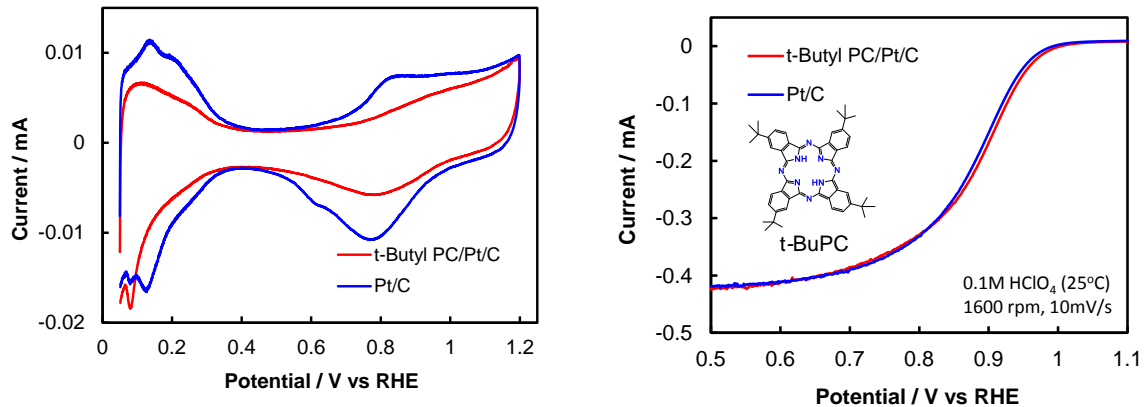 0.01
0
-0.01
-0.02
Current / mA
0
0.2
0.4
0.6
0.8
1
1.2
Potential / V vs RHE
t-Butyl PC/Pt/C
Pt/C
0
-0.1
-0.2
-0.3
-0.4
-0.5
Current / mA
t-Butyl PC/Pt/C
Pt/C
N
NH
N
N
N
N
HN
N
t-BuPC
0.1M HClO₄ (25°C)
1600 rpm, 10mV/s
0.5
0.6
0.7
0.8
0.9
1
1.1
Potential / V vs RHE